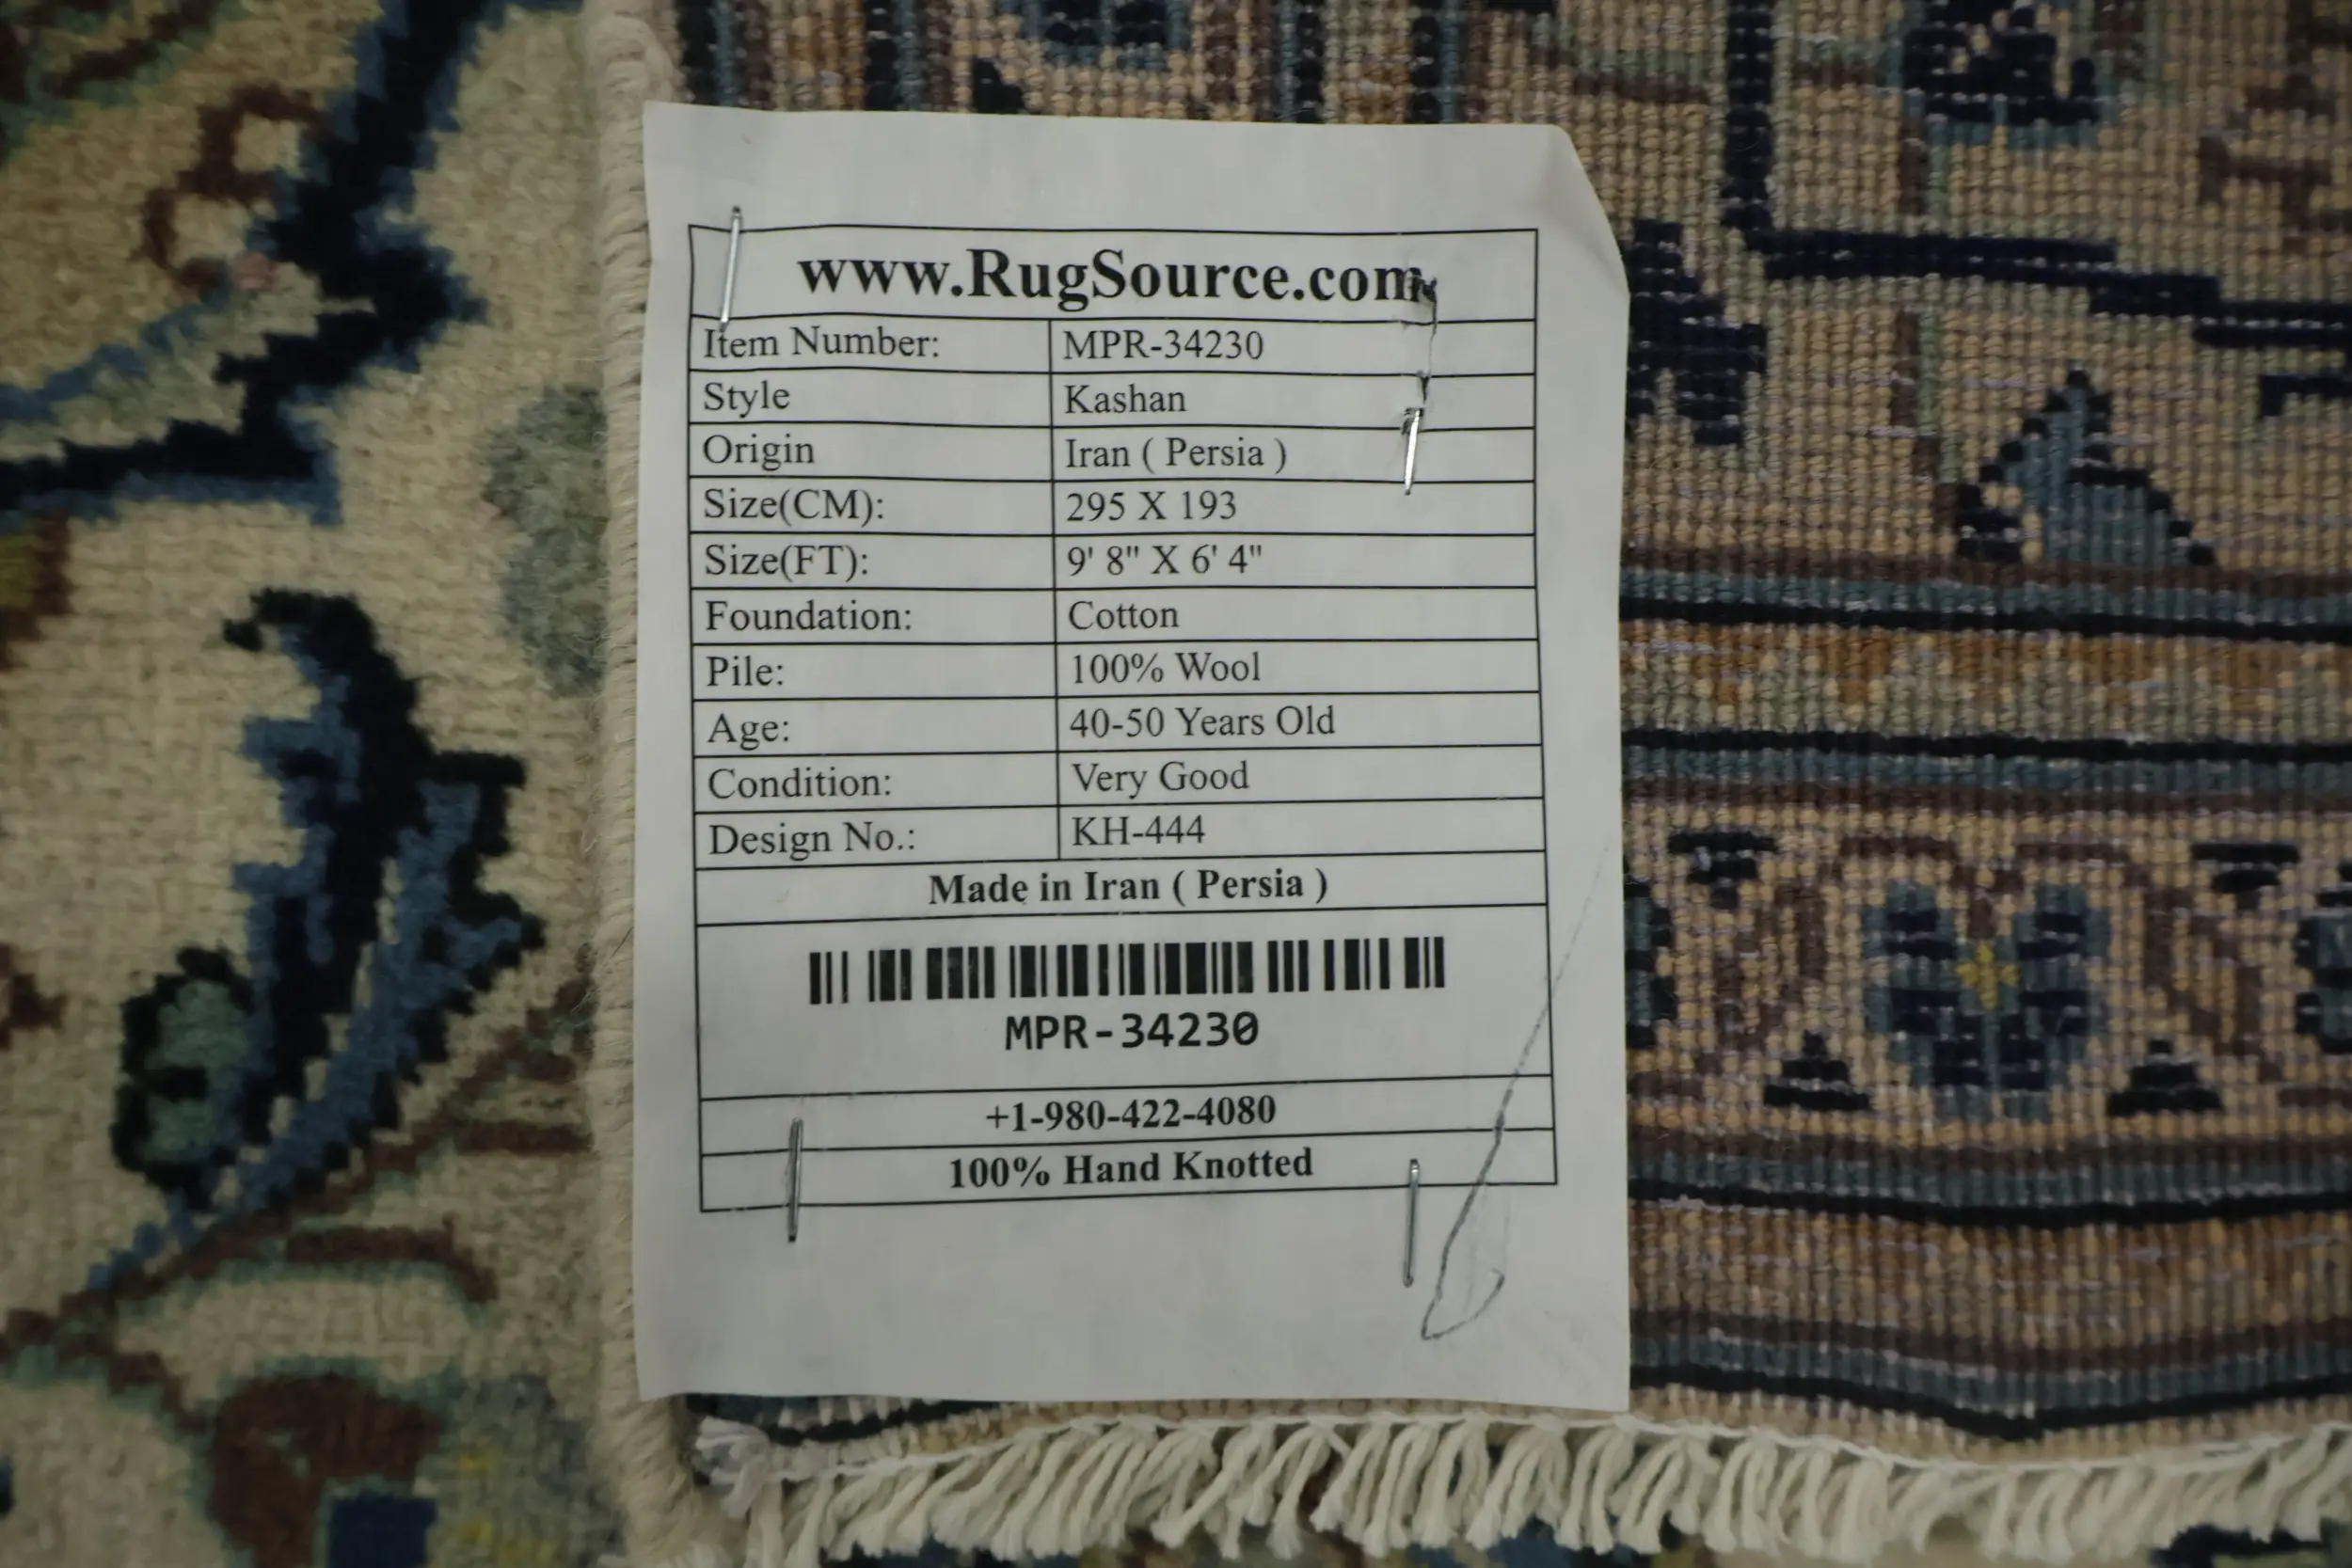 www.RugSource.com
Item Number: MPR-34230
Style Kashan
Origin Iran ( Persia )
Size(CM): 295 X 193
Size(FT): 9' 8" X 6' 4"
Foundation: Cotton
Pile: 100% Wool
Age: 40-50 Years Old
Condition: Very Good
Design No.: KH-444
Made in Iran ( Persia )
MPR-34230
+1-980-422-4080
100% Hand Knotted